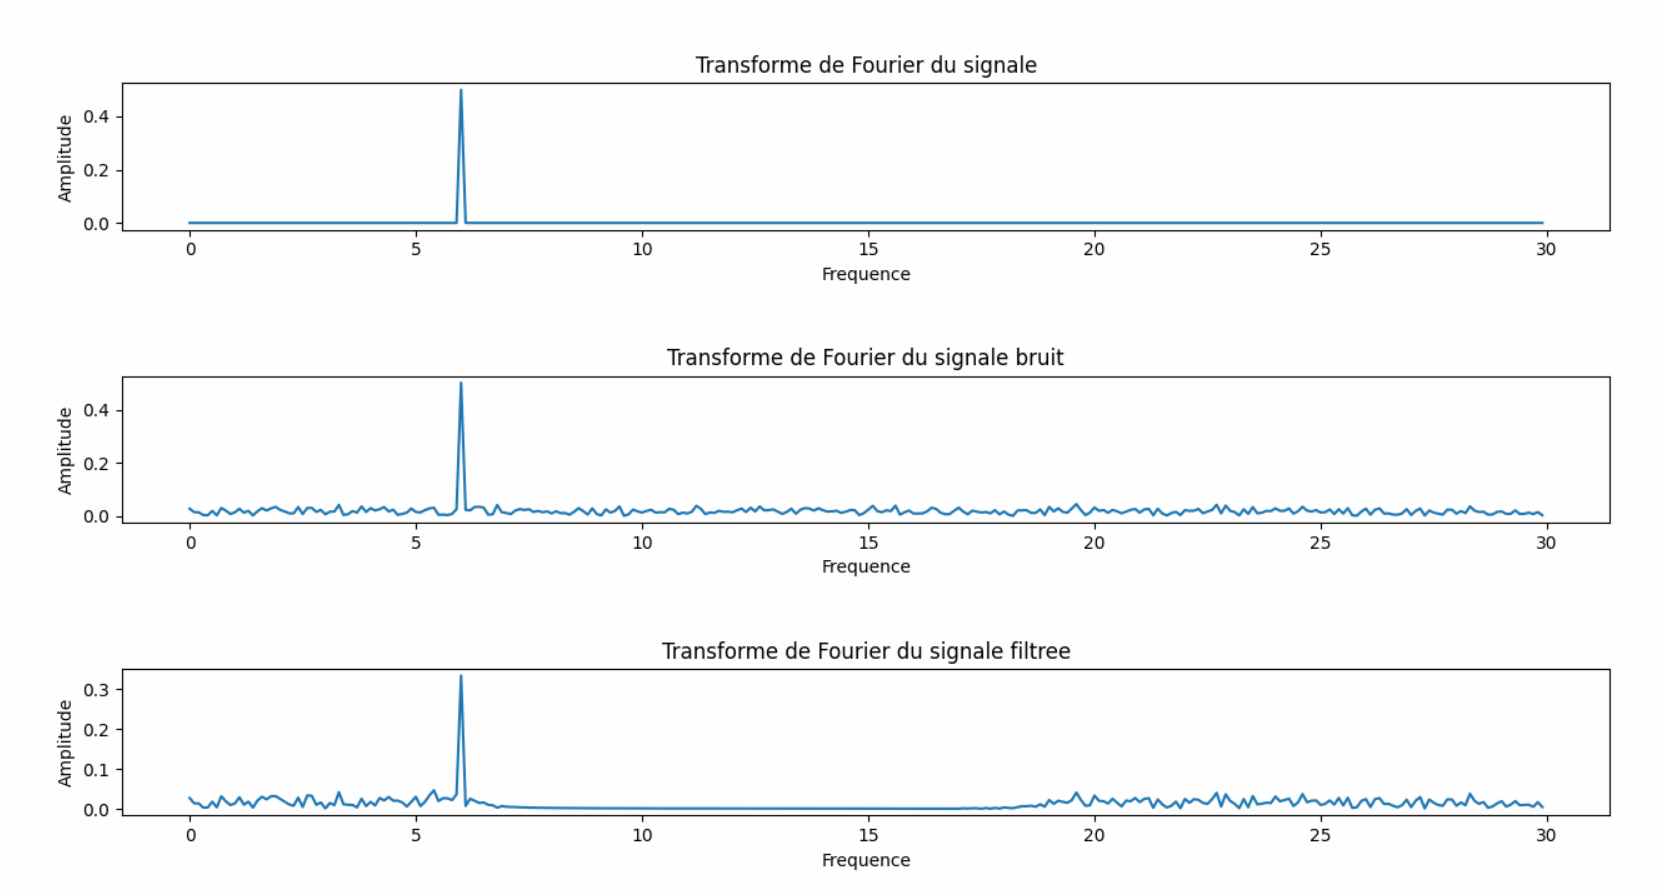 Transforme de Fourier du signale
Amplitude
0.4
0.2
0.0
0 5 10 15 20 25 30
Frequence
Transforme de Fourier du signale bruit
Amplitude
0.4
0.2
0.0
0 5 10 15 20 25 30
Frequence
Transforme de Fourier du signale filtree
Amplitude
0.3
0.2
0.1
0.0
0 5 10 15 20 25 30
Frequence